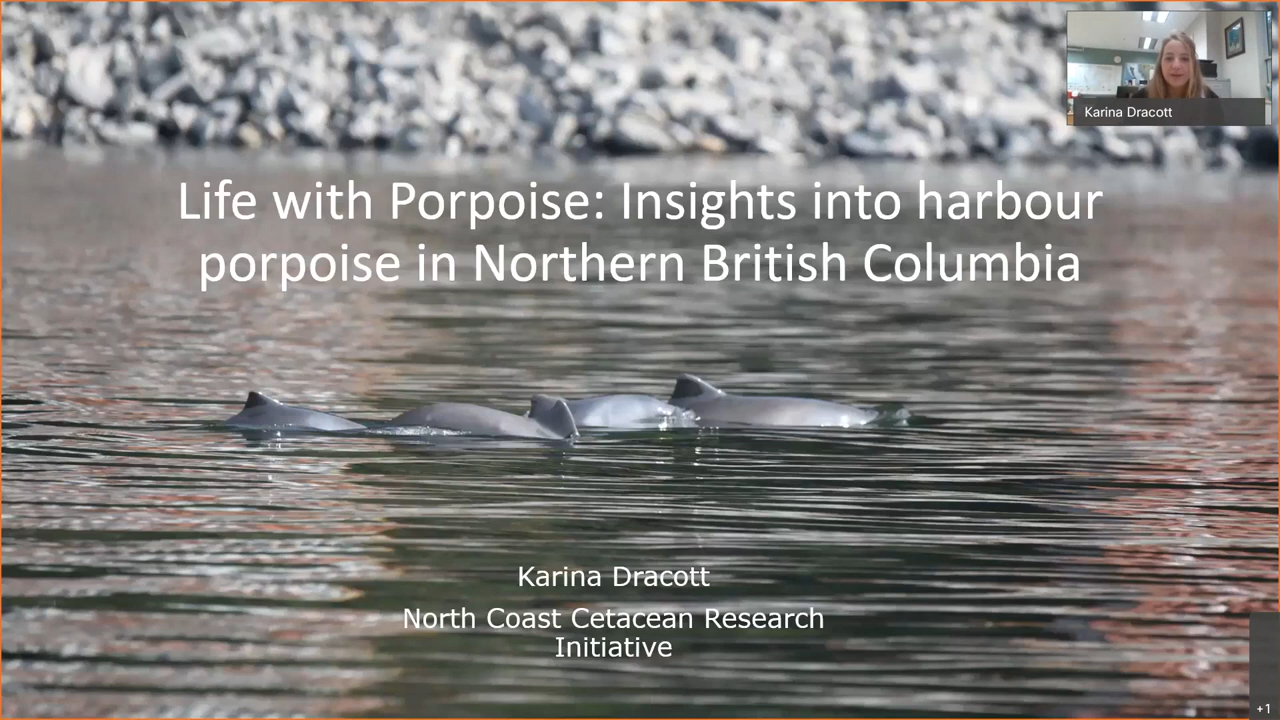 Karina Dracott
Life with Porpoise: Insights into harbour
porpoise in Northern British Columbia
Karina Dracott
North Coast Cetacean Research
Initiative
+1